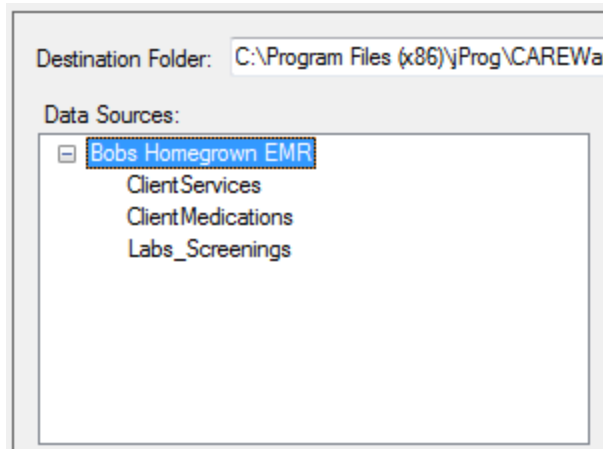 Destination Folder: C:\Program Files (x86)\jProg\CAREWa
Data Sources:
Bobs Homegrown EMR
ClientServices
ClientMedications
Labs_Screenings